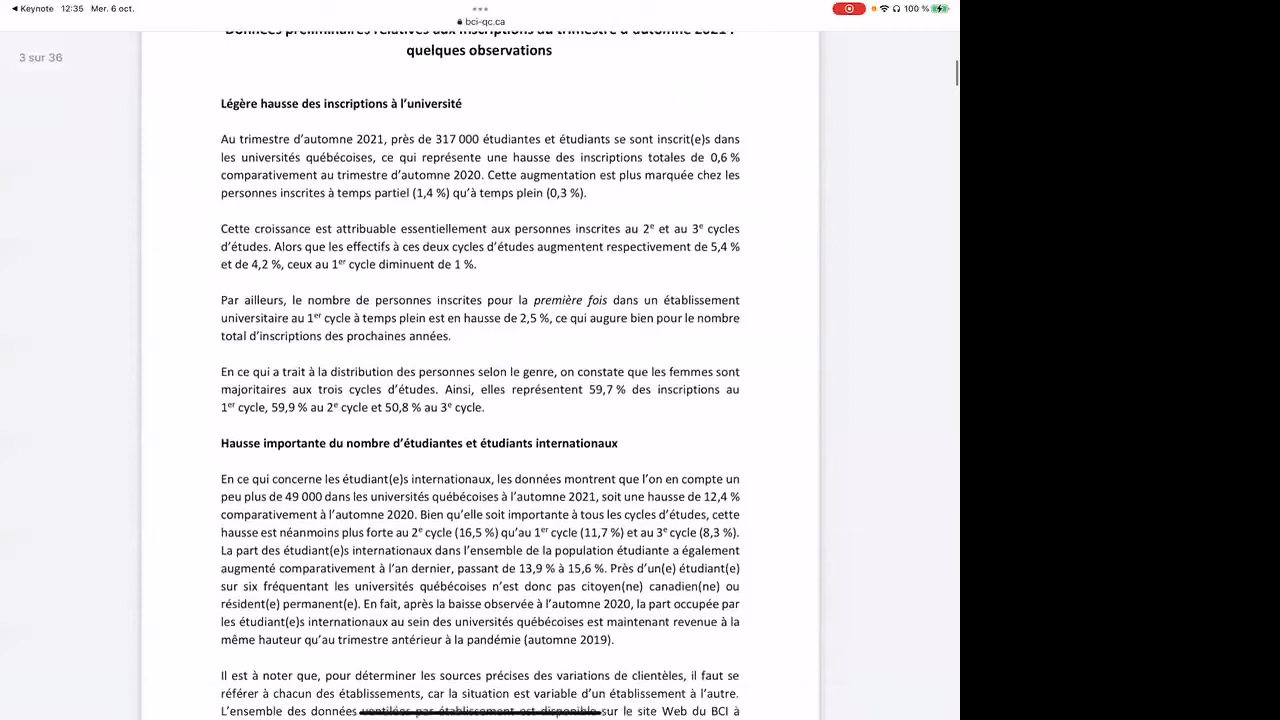 ◀ Keynote 12:35 Mer. 6 oct. 100 %
bci-qc.ca
3 sur 36
Données préliminaires relatives aux inscriptions au trimestre d'automne 2021 :
quelques observations
Légère hausse des inscriptions à l'université
Au trimestre d'automne 2021, près de 317 000 étudiantes et étudiants se sont inscrit(e)s dans
les universités québécoises, ce qui représente une hausse des inscriptions totales de 0,6 %
comparativement au trimestre d'automne 2020. Cette augmentation est plus marquée chez les
personnes inscrites à temps partiel (1,4 %) qu'à temps plein (0,3 %).
Cette croissance est attribuable essentiellement aux personnes inscrites au 2e et au 3e cycles
d'études. Alors que les effectifs à ces deux cycles d'études augmentent respectivement de 5,4 %
et de 4,2 %, ceux au 1er cycle diminuent de 1 %.
Par ailleurs, le nombre de personnes inscrites pour la première fois dans un établissement
universitaire au 1er cycle à temps plein est en hausse de 2,5 %, ce qui augure bien pour le nombre
total d'inscriptions des prochaines années.
En ce qui a trait à la distribution des personnes selon le genre, on constate que les femmes sont
majoritaires aux trois cycles d'études. Ainsi, elles représentent 59,7 % des inscriptions au
1er cycle, 59,9 % au 2e cycle et 50,8 % au 3e cycle.
Hausse importante du nombre d'étudiantes et étudiants internationaux
En ce qui concerne les étudiant(e)s internationaux, les données montrent que l'on en compte un
peu plus de 49 000 dans les universités québécoises à l'automne 2021, soit une hausse de 12,4 %
comparativement à l'automne 2020. Bien qu'elle soit importante à tous les cycles d'études, cette
hausse est néanmoins plus forte au 2e cycle (16,5 %) qu'au 1er cycle (11,7 %) et au 3e cycle (8,3 %).
La part des étudiant(e)s internationaux dans l'ensemble de la population étudiante a également
augmenté comparativement à l'an dernier, passant de 13,9 % à 15,6 %. Près d'un(e) étudiant(e)
sur six fréquentant les universités québécoises n'est donc pas citoyen(ne) canadien(ne) ou
résident(e) permanent(e). En fait, après la baisse observée à l'automne 2020, la part occupée par
les étudiant(e)s internationaux au sein des universités québécoises est maintenant revenue à la
même hauteur qu'au trimestre antérieur à la pandémie (automne 2019).
Il est à noter que, pour déterminer les sources précises des variations de clientèles, il faut se
référer à chacun des établissements, car la situation est variable d'un établissement à l'autre.
L'ensemble des données ventilées par établissement est disponible sur le site Web du BCI à